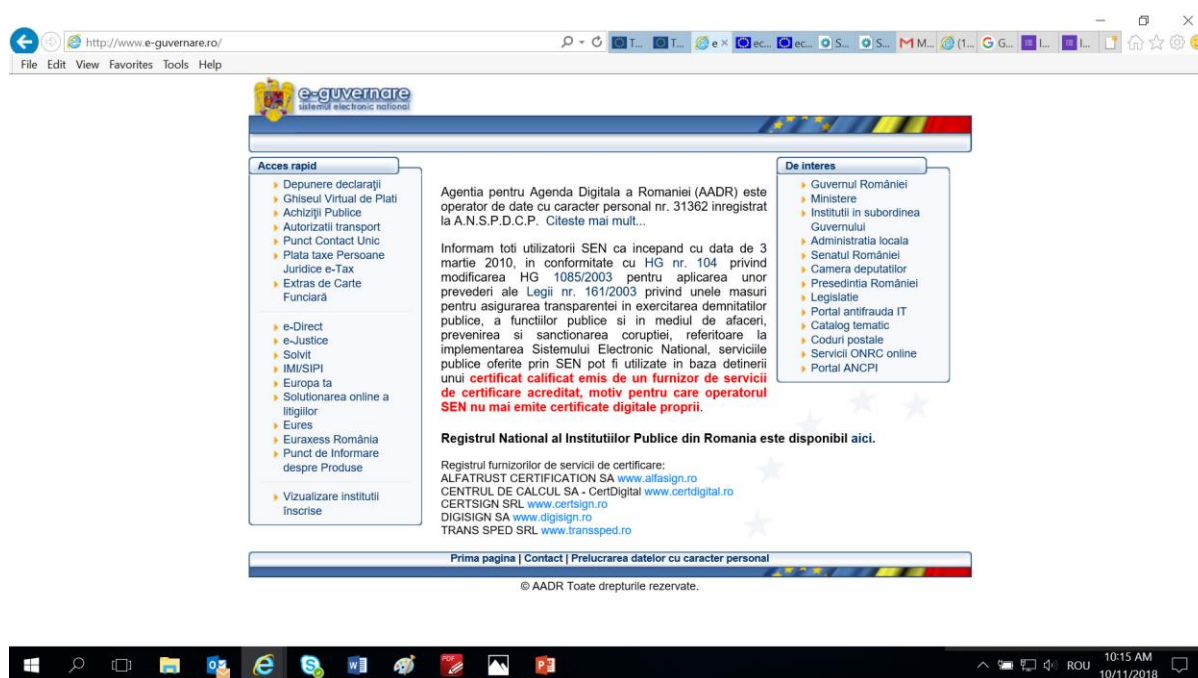 http://www.e-guvernare.ro/
T...
T...
e
ec...
ec...
S...
S...
M...
(1...
G...
I...
I...
File Edit View Favorites Tools Help
e-guvernare
sistemul electronic national
Acces rapid
Depunere declaraţii
Ghiseul Virtual de Plati
Achiziţii Publice
Autorizatii transport
Punct Contact Unic
Plata taxe Persoane
Juridice e-Tax
Extras de Carte
Funciară
e-Direct
e-Justice
Solvit
IMI/SIPI
Europa ta
Solutionarea online a
litigiilor
Eures
Euraxess România
Punct de Informare
despre Produse
Vizualizare institutii
înscrise
Agentia pentru Agenda Digitala a Romaniei (AADR) este
operator de date cu caracter personal nr. 31362 inregistrat
la A.N.S.P.D.C.P. Citeste mai mult...
Informam toti utilizatorii SEN ca incepand cu data de 3
martie 2010, in conformitate cu HG nr. 104 privind
modificarea HG 1085/2003 pentru aplicarea unor
prevederi ale Legii nr. 161/2003 privind unele masuri
pentru asigurarea transparentei in exercitarea demnitatilor
publice, a functiilor publice si in mediul de afaceri,
prevenirea si sanctionarea coruptiei, referitoare la
implementarea Sistemului Electronic National, serviciile
publice oferite prin SEN pot fi utilizate in baza detinerii
unui certificat calificat emis de un furnizor de servicii
de certificare acreditat, motiv pentru care operatorul
SEN nu mai emite certificate digitale proprii.
Registrul National al Institutiilor Publice din Romania este disponibil aici.
Registrul furnizorilor de servicii de certificare:
ALFATRUST CERTIFICATION SA www.alfasign.ro
CENTRUL DE CALCUL SA - CertDigital www.certdigital.ro
CERTSIGN SRL www.certsign.ro
DIGISIGN SA www.digisign.ro
TRANS SPED SRL www.transsped.ro
De interes
Guvernul României
Ministere
Institutii in subordinea
Guvernului
Administratia locala
Senatul României
Camera deputatilor
Presedintia României
Legislatie
Portal antifrauda IT
Catalog tematic
Coduri postale
Servicii ONRC online
Portal ANCPI
Prima pagina | Contact | Prelucrarea datelor cu caracter personal
© AADR Toate drepturile rezervate.
ROU
10:15 AM
10/11/2018